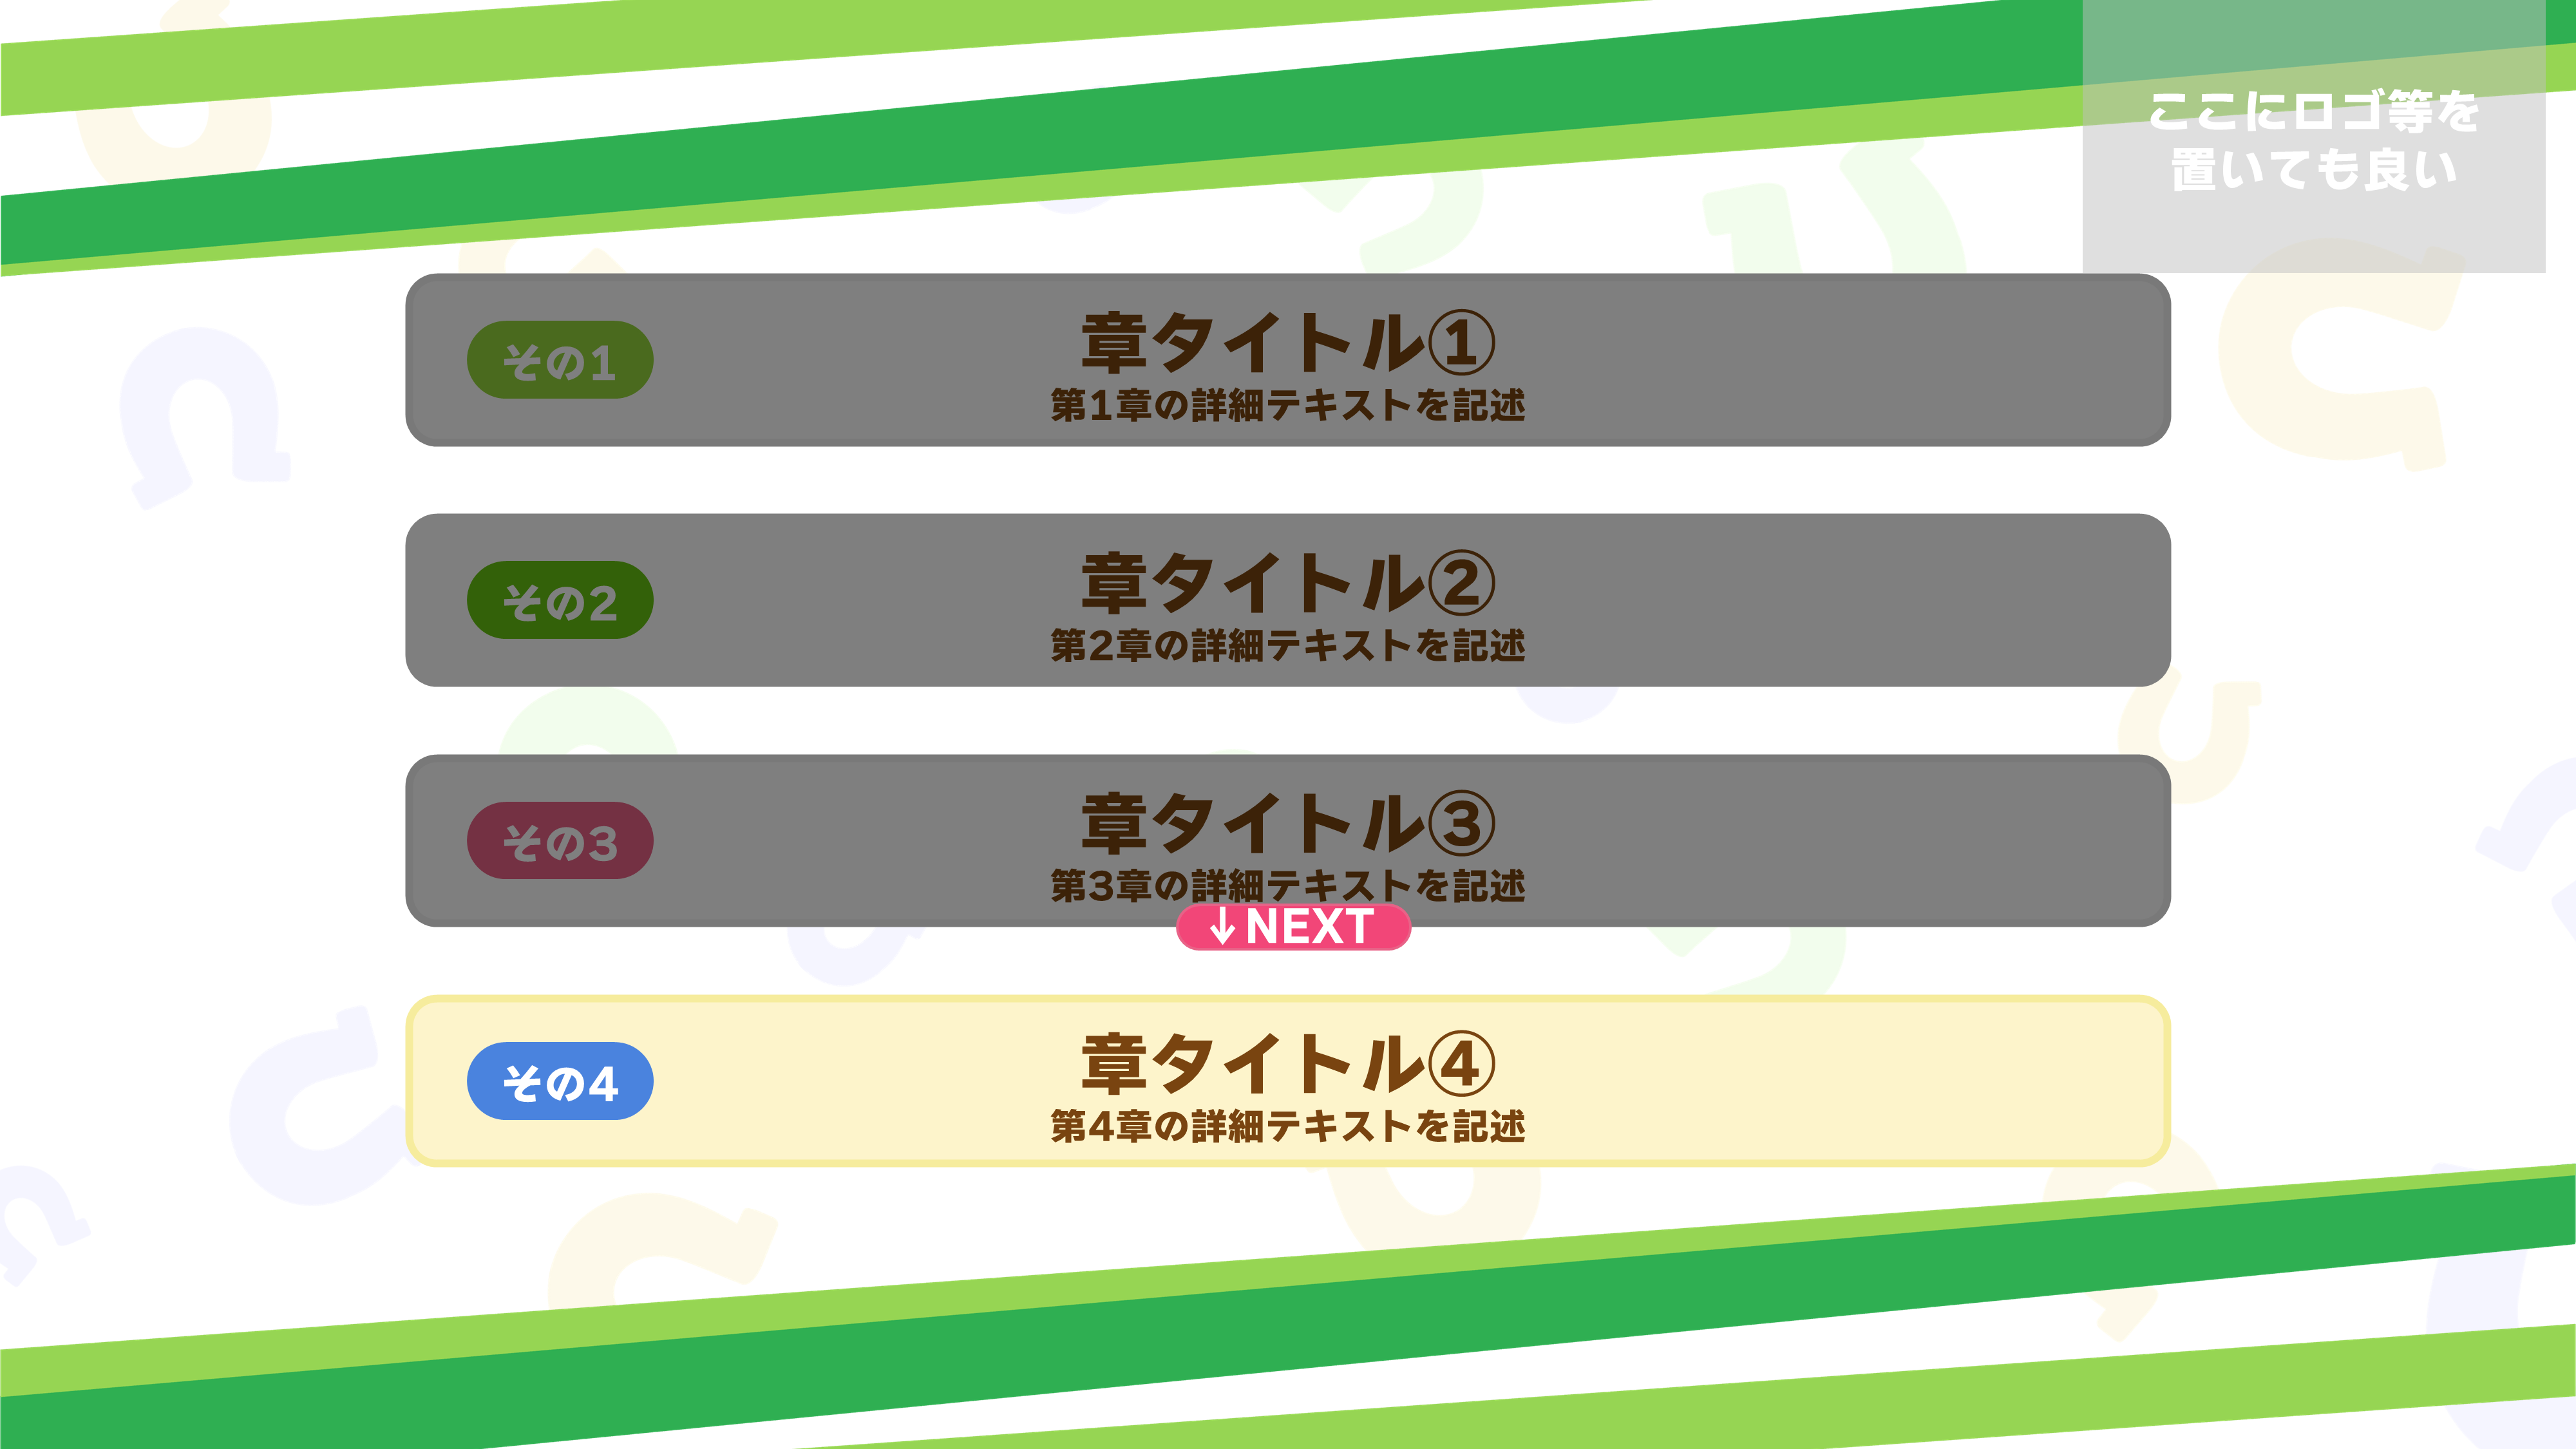 ここにロゴ等を
置いても良い
その1
章タイトル①
第1章の詳細テキストを記述
その2
章タイトル②
第2章の詳細テキストを記述
その3
章タイトル③
第3章の詳細テキストを記述
↓NEXT
その4
章タイトル④
第4章の詳細テキストを記述